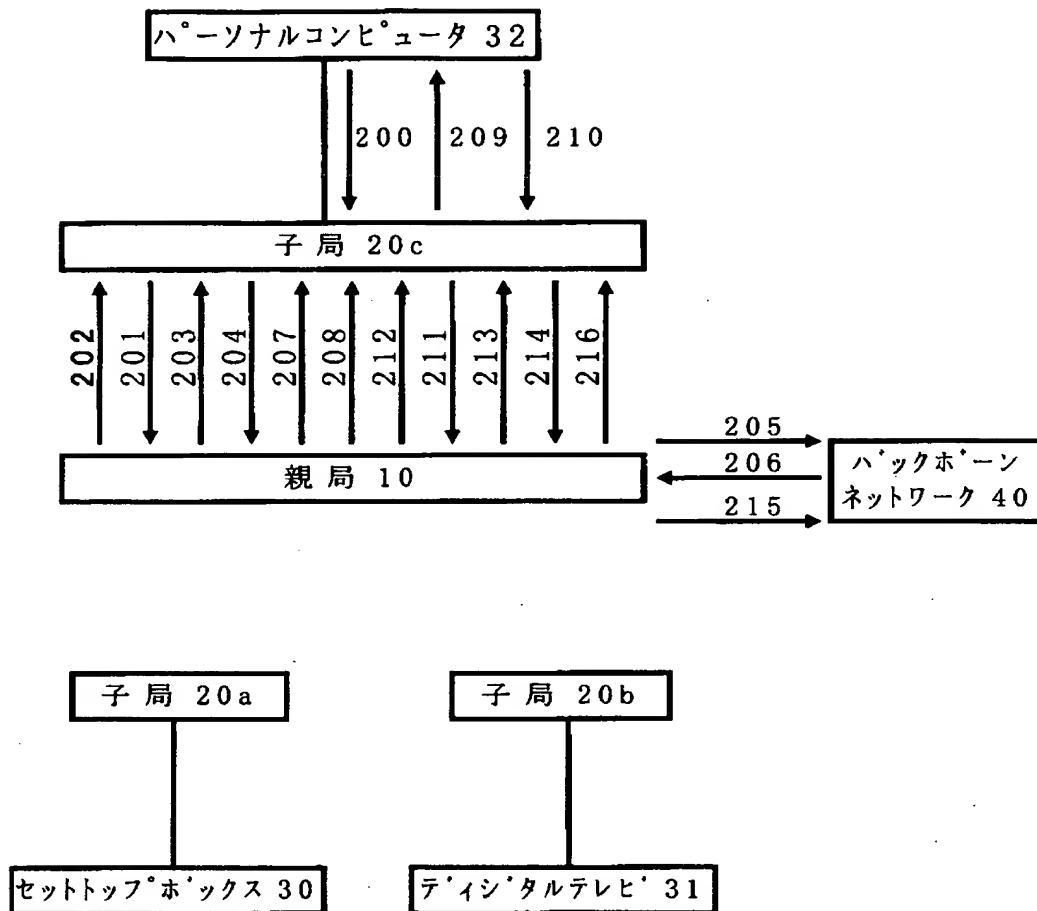 パーソナルコンピュータ 32
200
209
210
子局 20c
202
201
203
204
207
208
212
211
213
214
216
親局 10
205
206
215
バックボーン
ネットワーク 40
子局 20a
子局 20b
セットトップボックス 30
ディジタルテレビ 31